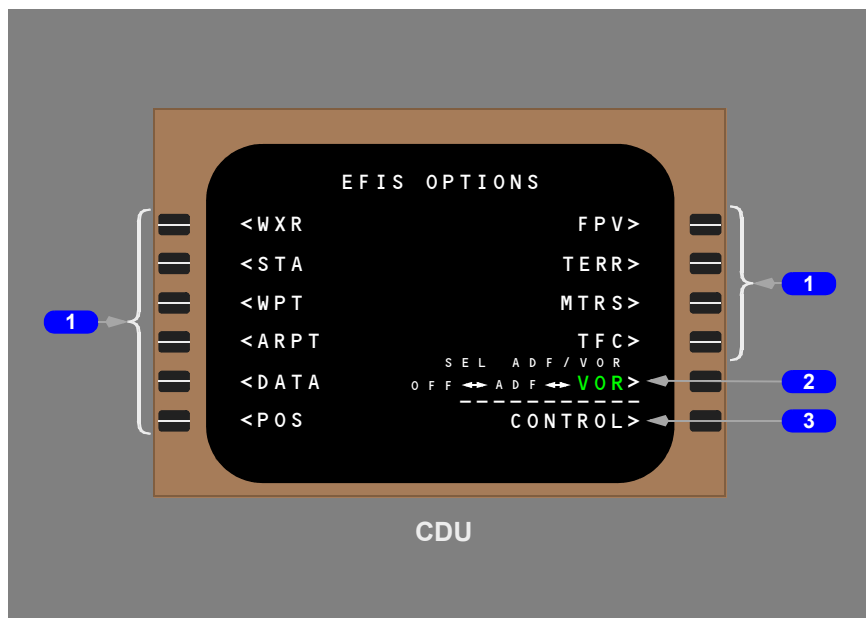 EFIS OPTIONS
<WXR FPV>
<STA TERR>
1
<WPT MTRS>
1
<ARPT TFC>
SEL ADF/VOR
<DATA OFF↔ADF↔VOR> 2
---------
<POS CONTROL> 3
CDU